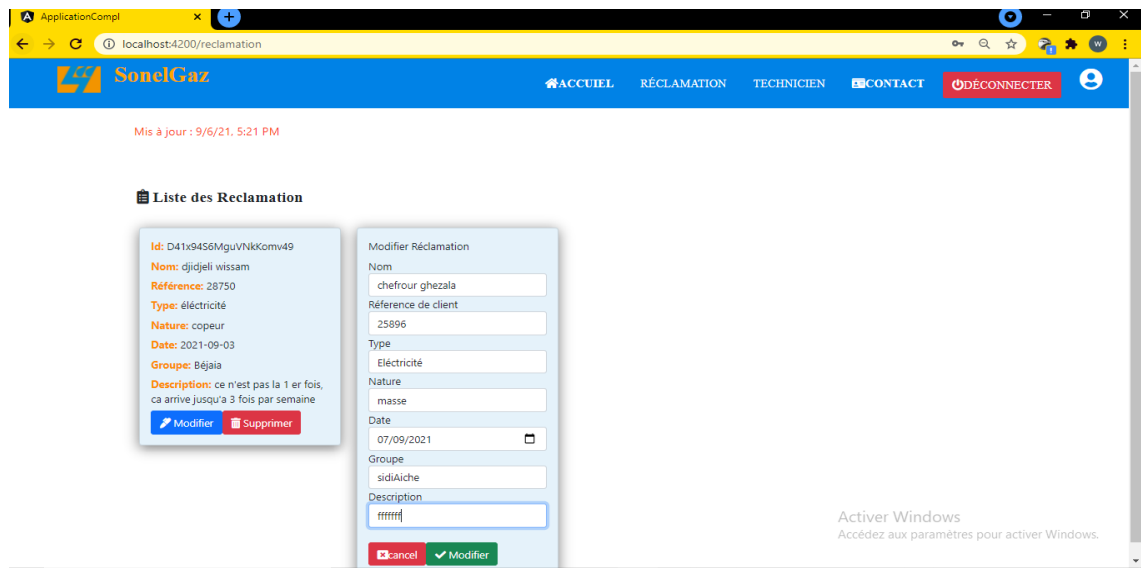 ApplicationCompl
localhost:4200/reclamation
W
SonelGaz
ACCUIEL
RÉCLAMATION
TECHNICIEN
CONTACT
DÉCONNECTER
Mis à jour : 9/6/21, 5:21 PM
Liste des Reclamation
Id: D41x94S6MguVNkKomv49
Nom: djidjeli wissam
Référence: 28750
Type: éléctricité
Nature: copeur
Date: 2021-09-03
Groupe: Béjaia
Description: ce n'est pas la 1 er fois,
ca arrive jusqu'a 3 fois par semaine
Modifier
Supprimer
Modifier Réclamation
Nom
chefrour ghezala
Réference de client
25896
Type
Eléctricité
Nature
masse
Date
07/09/2021
Groupe
sidiAiche
Description
fffffff
cancel
Modifier
Activer Windows
Accédez aux paramètres pour activer Windows.